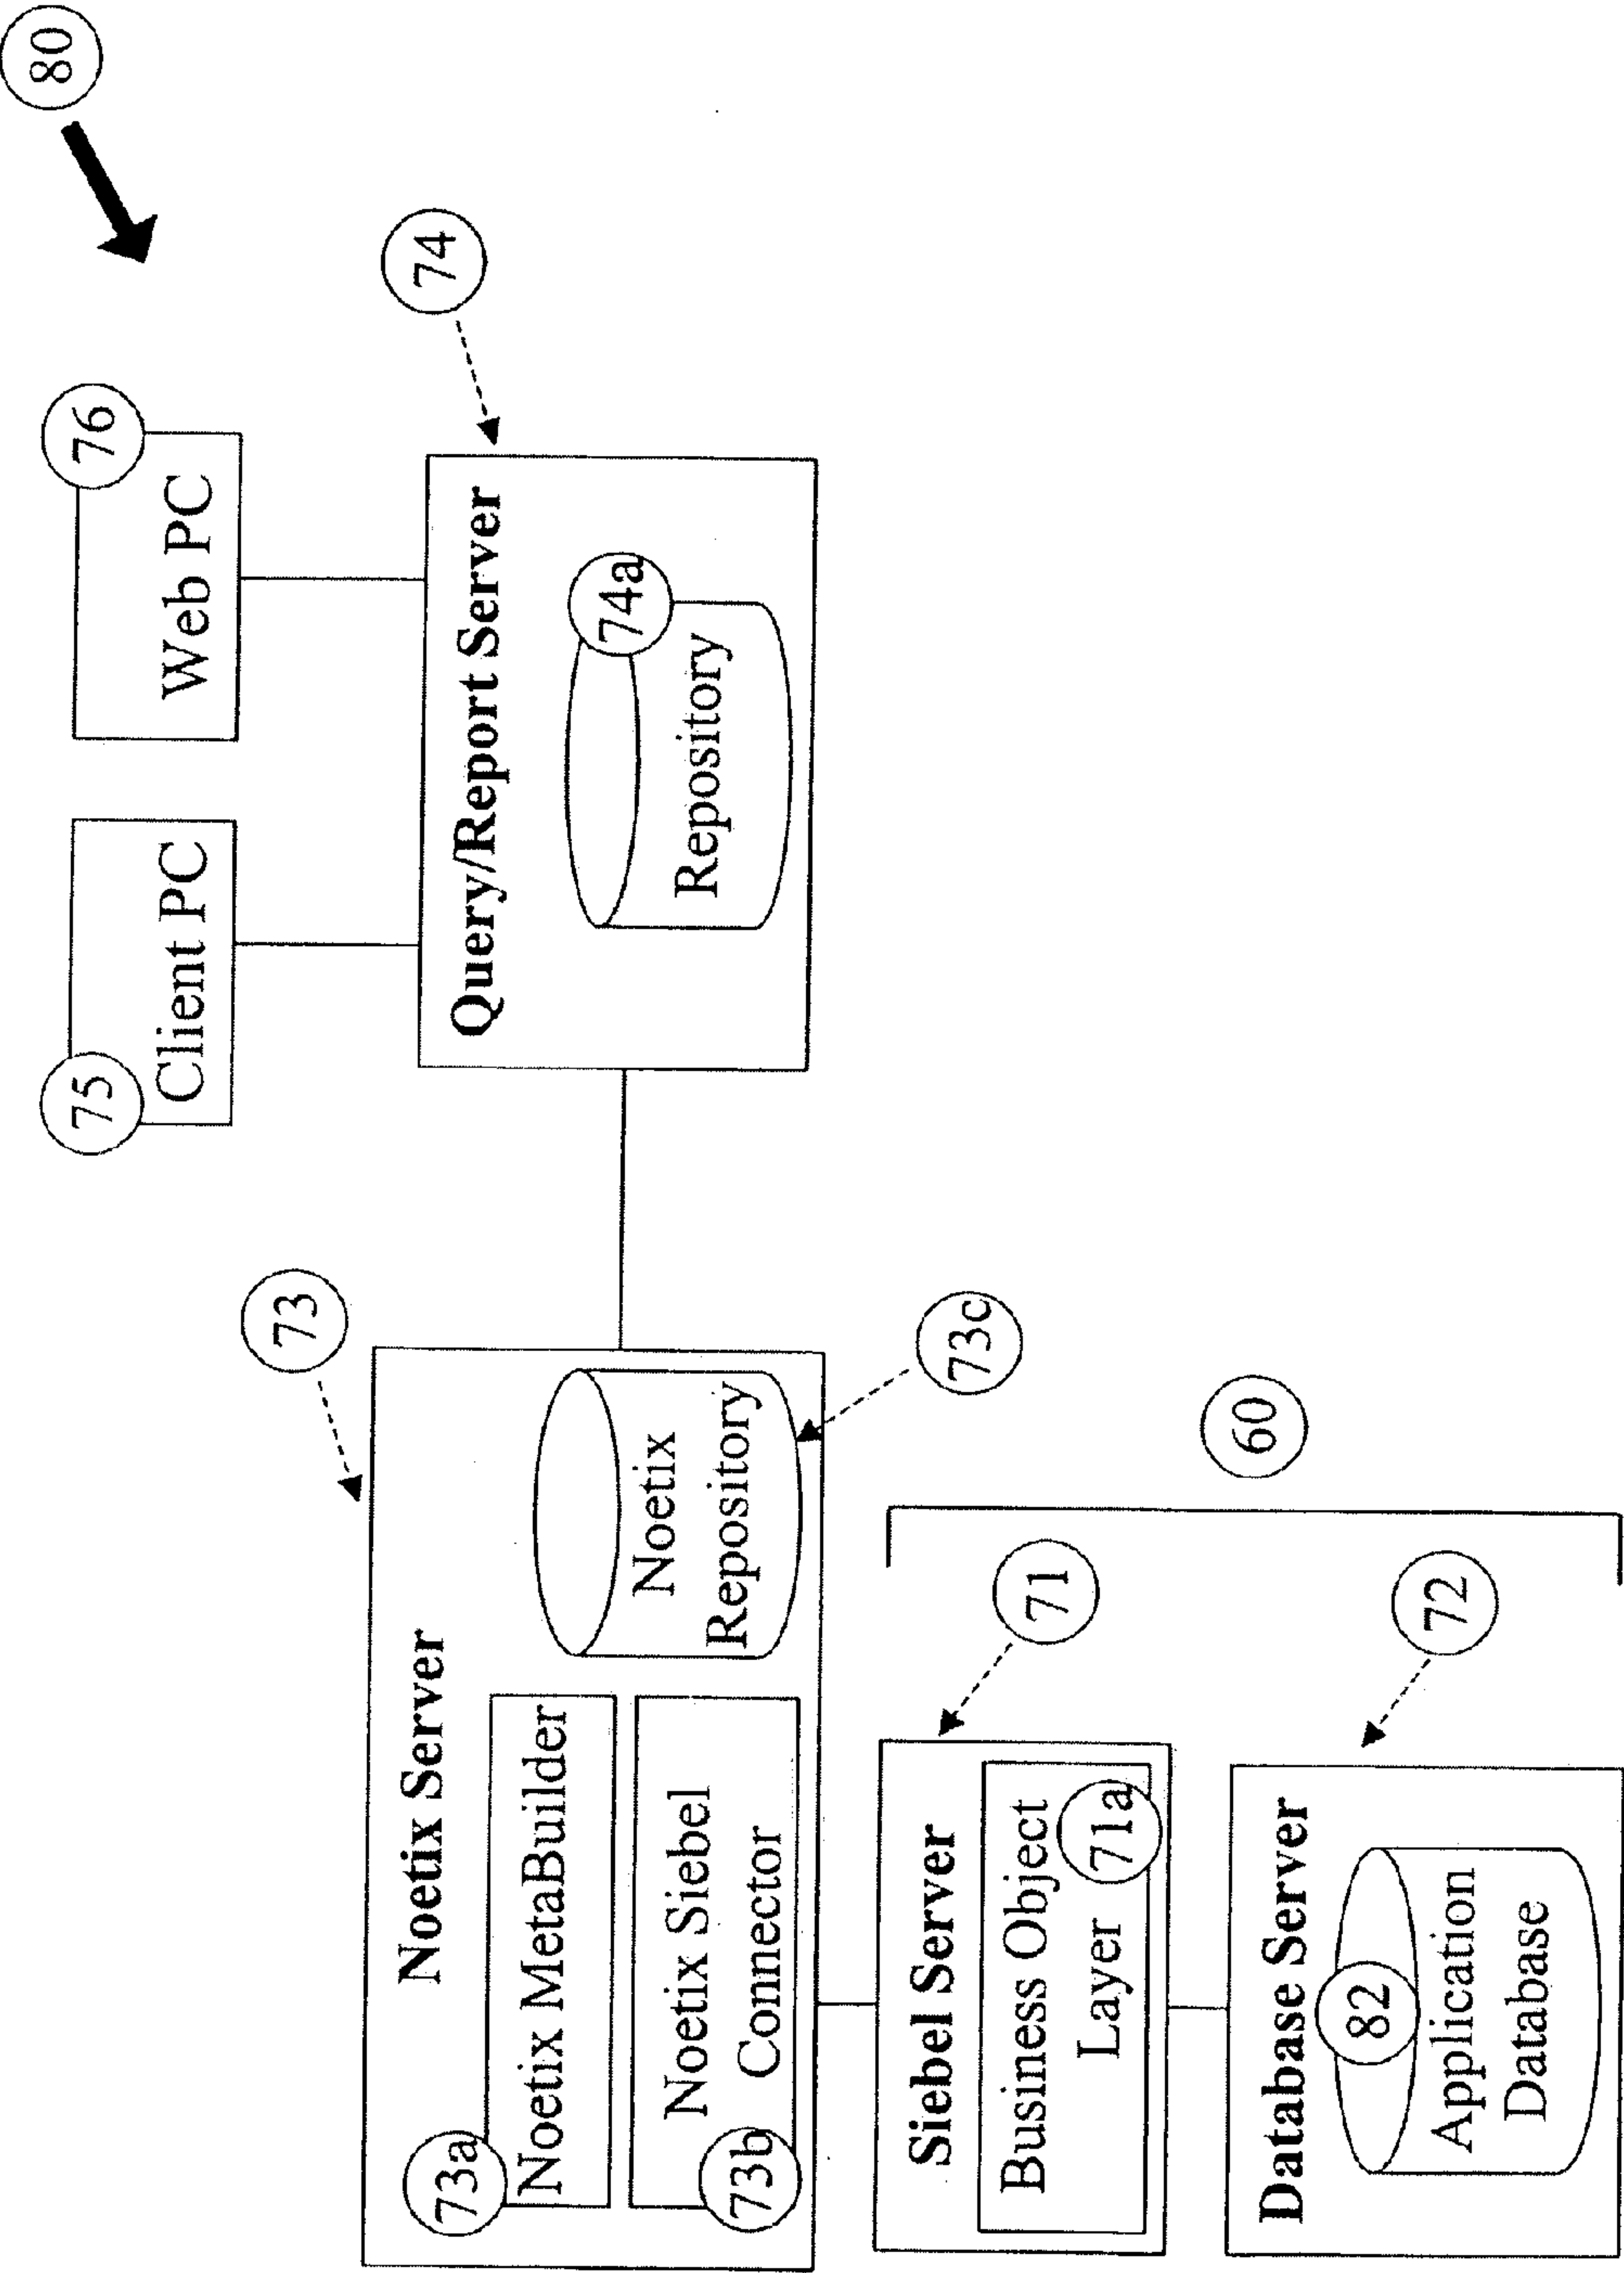 80
75
Client PC
76
Web PC
74
Query/Report Server
74a
Repository
73
Noetix Server
73a
Noetix MetaBuilder
73b
Noetix Siebel
Connector
Noetix
Repository
73c
71
Siebel Server
Business Object
Layer
71a
60
72
Database Server
82
Application
Database